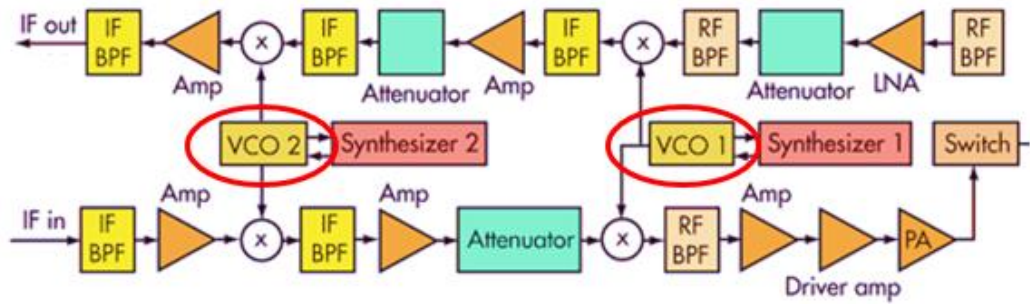 IF out
IF BPF
Amp
x
IF BPF
Attenuator
Amp
IF BPF
x
RF BPF
Attenuator
LNA
RF BPF
VCO 2
Synthesizer 2
VCO 1
Synthesizer 1
Switch
IF in
IF BPF
Amp
x
IF BPF
Amp
Attenuator
x
RF BPF
Amp
Driver amp
PA